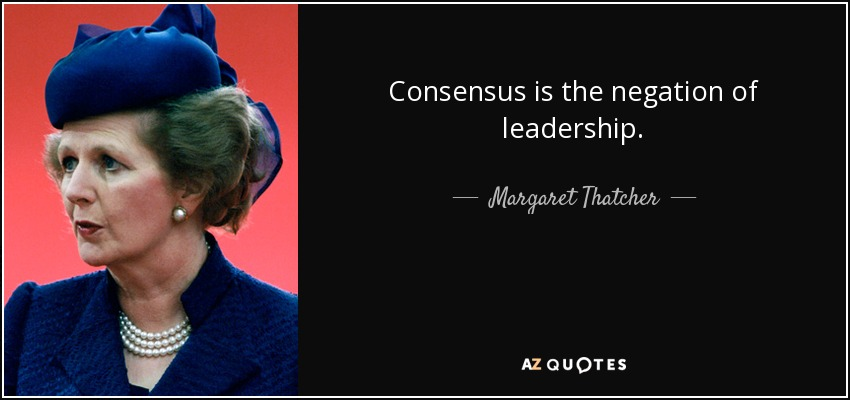 Consensus is the negation of
leadership.
— Margaret Thatcher —
AZ QUOTES